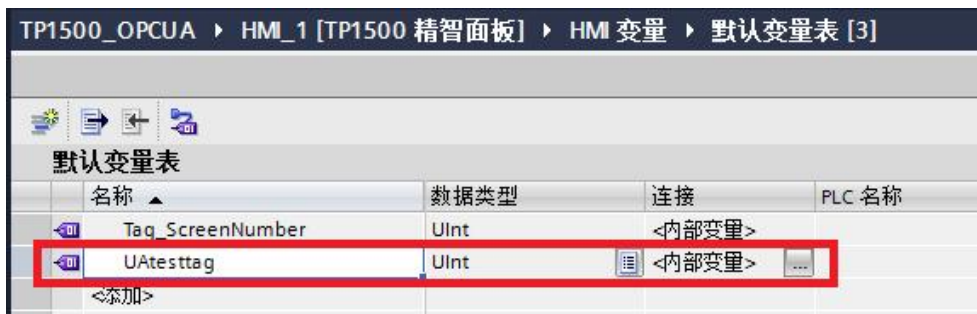 TP1500_OPCUA ▸ HMI_1 [TP1500 精智面板] ▸ HMI 变量 ▸ 默认变量表 [3]
默认变量表
名称 数据类型 连接 PLC 名称
Tag_ScreenNumber UInt <内部变量>
UAtesttag UInt <内部变量> ...
<添加>